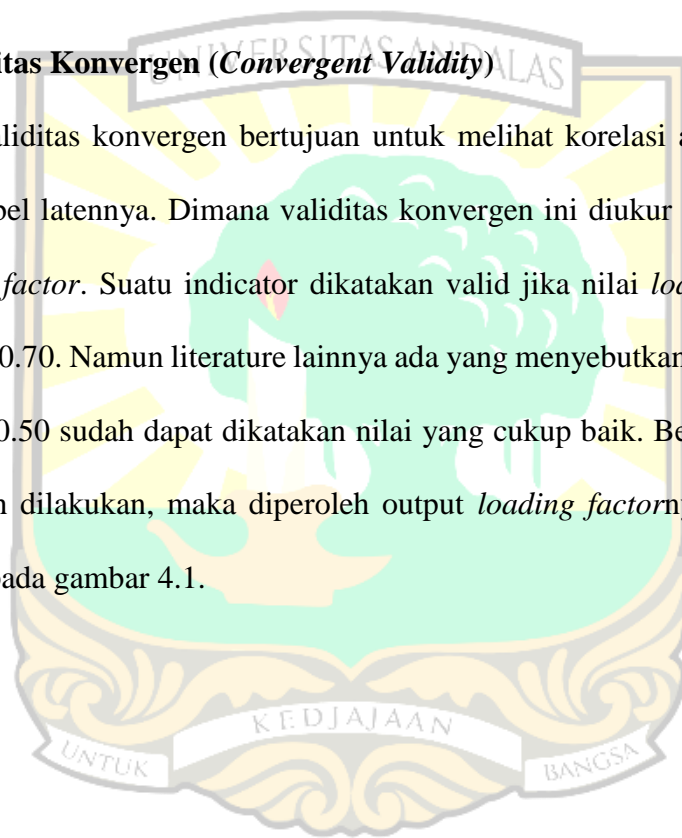 UNIVERSITAS ANDALAS
itas Konvergen (Convergent Validity)
aliditas konvergen bertujuan untuk melihat korelasi a
bel latennya. Dimana validitas konvergen ini diukur
factor. Suatu indicator dikatakan valid jika nilai loa
0.70. Namun literature lainnya ada yang menyebutkan
0.50 sudah dapat dikatakan nilai yang cukup baik. Be
n dilakukan, maka diperoleh output loading factorny
pada gambar 4.1.
KEDJAJAAN
UNTUK
BANGSA